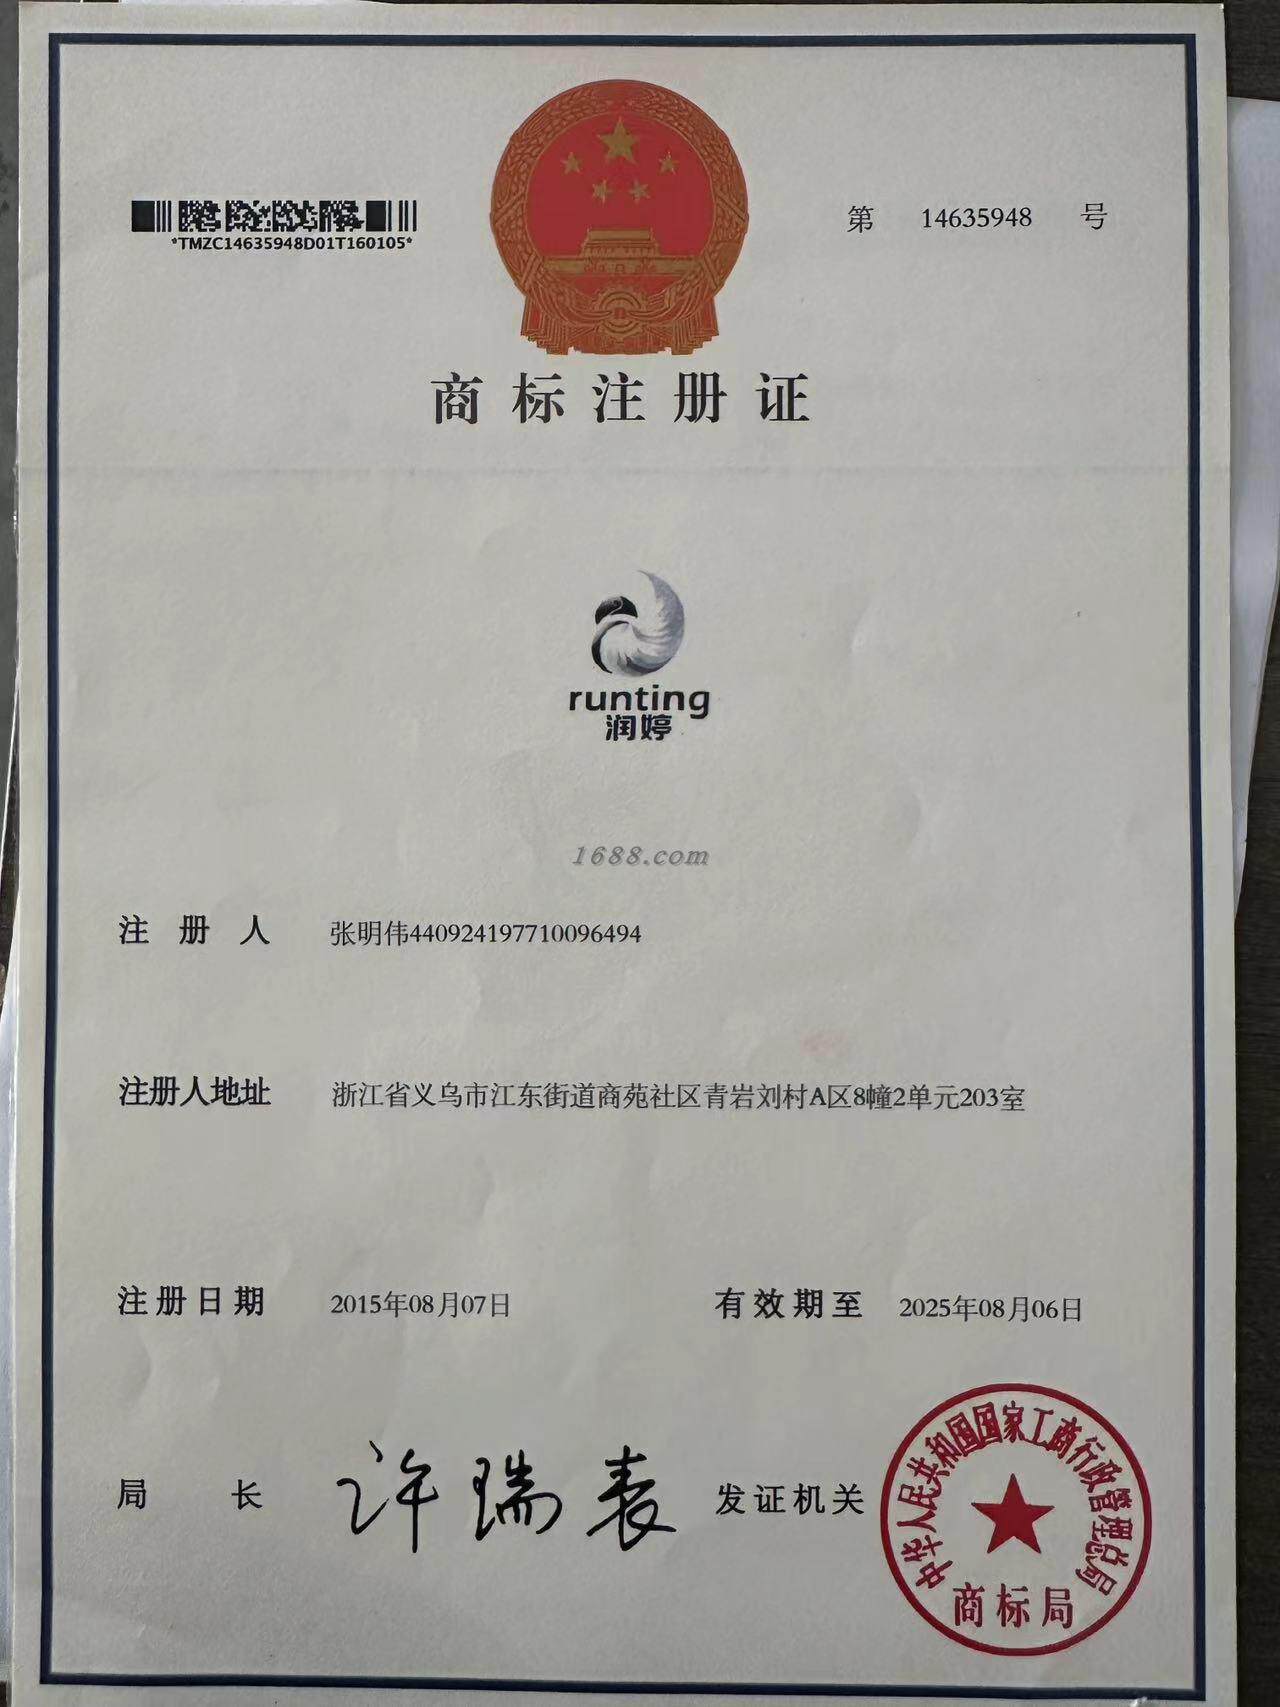 *TMZC14635948D01T160105*
第 14635948 号
商标注册证
runting
润婷
1688.com
注册人 张明伟440924197710096494
注册人地址 浙江省义乌市江东街道商苑社区青岩刘村A区8幢2单元203室
注册日期 2015年08月07日 有效期至 2025年08月06日
局长 许瑞表 发证机关
中华人民共和国国家工商行政管理总局
商标局